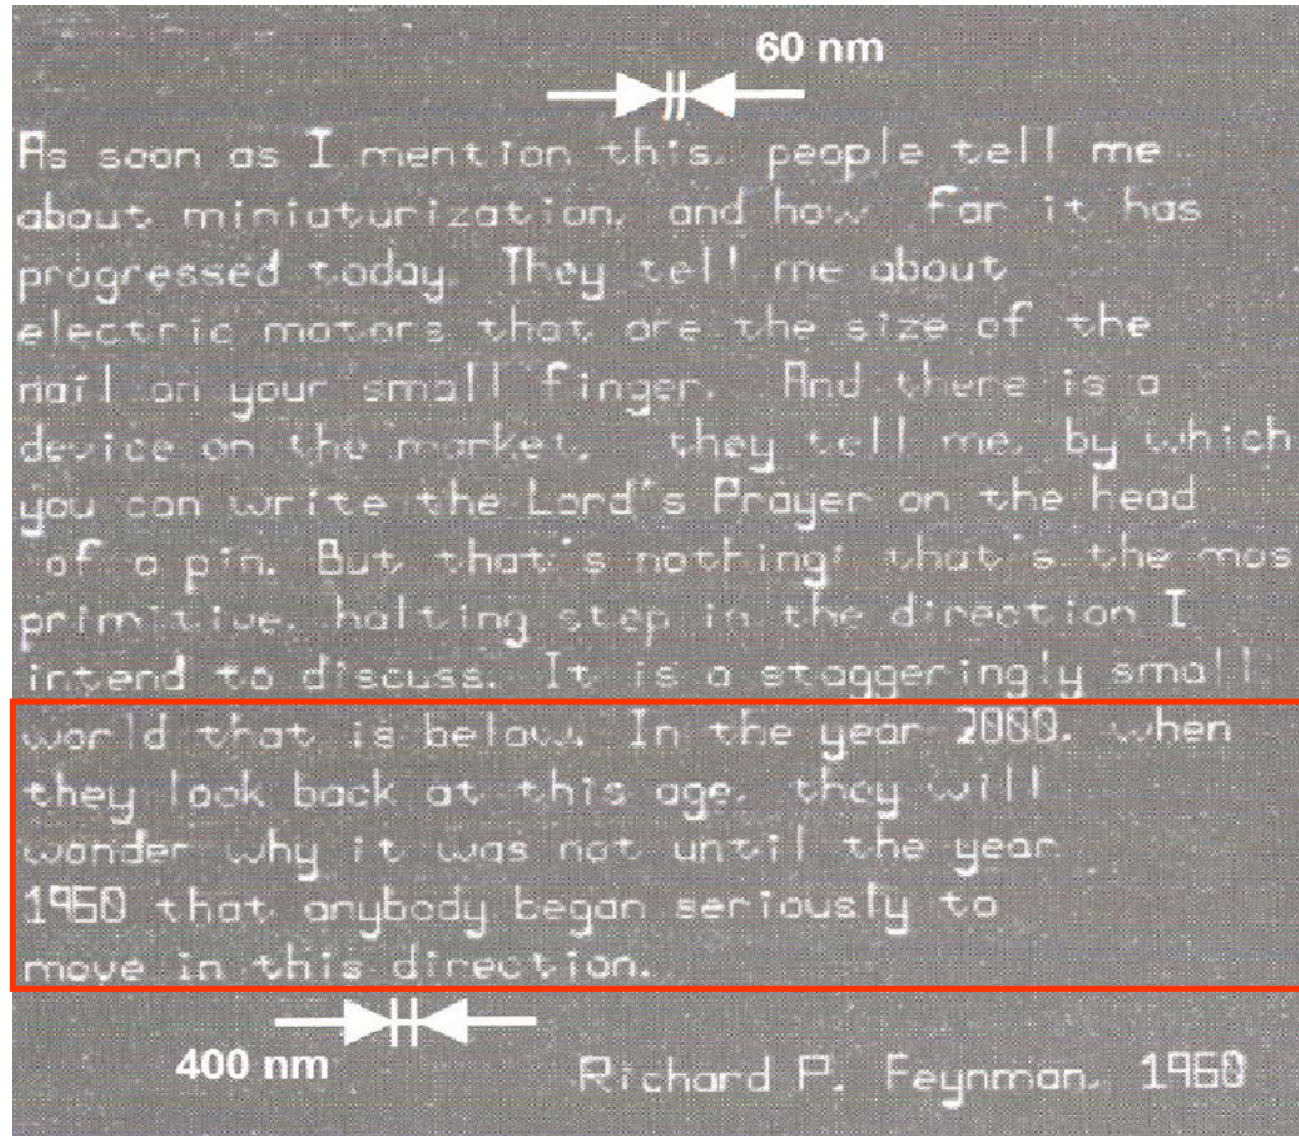 60 nm
As soon as I mention this, people tell me
about miniaturization, and how far it has
progressed today. They tell me about
electric motors that are the size of the
nail on your small finger. And there is a
device on the market, they tell me, by which
you can write the Lord's Prayer on the head
of a pin. But that's nothing; that's the mos
primitive, halting step in the direction I
intend to discuss. It is a staggeringly small
world that is below. In the year 2000, when
they look back at this age, they will
wonder why it was not until the year
1960 that anybody began seriously to
move in this direction.
400 nm
Richard P. Feynman, 1960